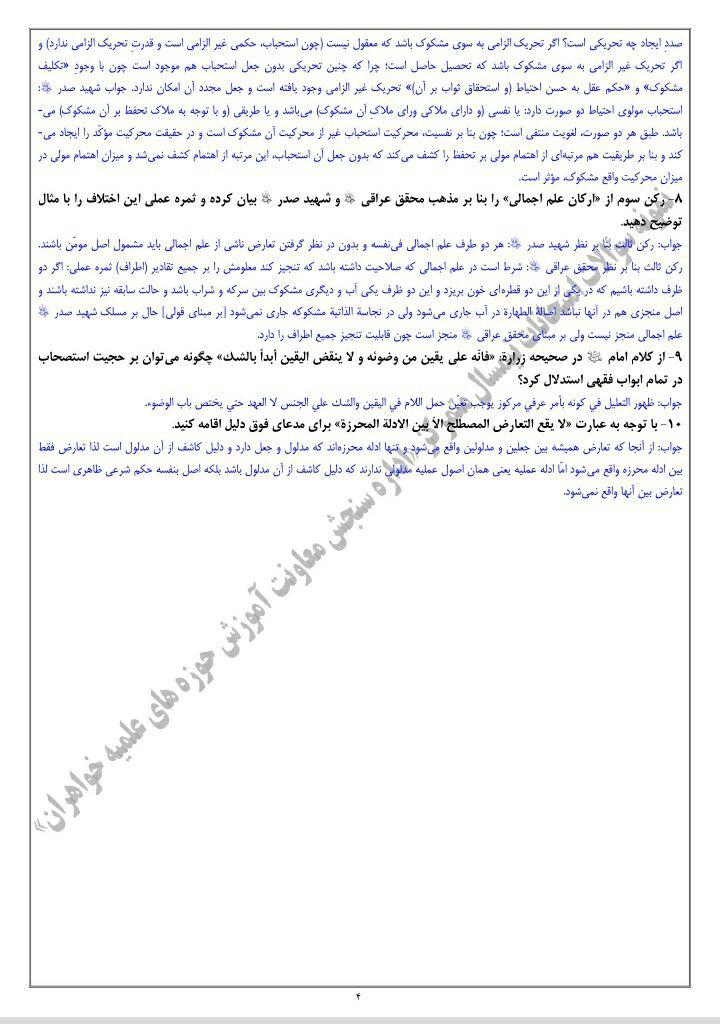 صددِ ایجاد چه تحریکی است؟ اگر تحریک الزامی به سوی مشکوک باشد که معقول نیست (چون استحباب، حکمی غیر الزامی است و قدرتِ تحریک الزامی ندارد) و
اگر تحریک غیر الزامی به سوی مشکوک باشد که تحصیل حاصل است؛ چرا که چنین تحریکی بدون جعل استحباب هم موجود است چون با وجودِ «تکلیف
مشکوک» و «حکم عقل به حسن احتیاط (و استحقاق ثواب بر آن)» تحریک غیر الزامی وجود یافته است و جعل مجدد آن امکان ندارد. جواب شهید صدر :
استحباب مولوی احتیاط دو صورت دارد: یا نفسی (و دارای ملاکی ورای ملاکِ آن مشکوک) می‌باشد و یا طریقی (و با توجه به ملاک تحفظ بر آن مشکوک) می-
باشد. طبق هر دو صورت، لغویت منتفی است؛ چون بنا بر نفسیت، محرکیت استحباب غیر از محرکیت آن مشکوک است و در حقیقت محرکیت مؤکّد را ایجاد می-
کند و بنا بر طریقیت هم مرتبه‌ای از اهتمام مولی بر تحفظ را کشف می‌کند که بدون جعل آن استحباب، این مرتبه از اهتمام کشف نمی‌شد و میزان اهتمام مولی در
میزان محرکیت واقع مشکوک، مؤثر است.
۸- رکن سوم از «ارکان علم اجمالی» را بنا بر مذهب محقق عراقی و شهید صدر بیان کرده و ثمره عملی این اختلاف را با مثال
توضیح دهید.
جواب: رکن ثالث بنا بر نظر شهید صدر : هر دو طرف علم اجمالی فی‌نفسه و بدون در نظر گرفتن تعارض ناشی از علم اجمالی باید مشمول اصل مومّن باشند.
رکن ثالث بنا بر نظر محقق عراقی : شرط است در علم اجمالی که صلاحیت داشته باشد که تنجیز کند معلومش را بر جمیع تقادیر (اطراف) ثمره عملی: اگر دو
ظرف داشته باشیم که در یکی از این دو قطره‌ای خون بریزد و این دو ظرف یکی آب و دیگری مشکوک بین سرکه و شراب باشد و حالت سابقه نیز نداشته باشند و
اصل منجزی هم در آنها نباشد اصالة الطهارة در آب جاری می‌شود ولی در نجاسة الذاتیة مشکوکه جاری نمی‌شود [بر مبنای قولی] حال بر مسلک شهید صدر
علم اجمالی منجز نیست ولی بر مبنای محقق عراقی منجز است چون قابلیت تنجیز جمیع اطراف را دارد.
۹- از کلام امام در صحیحه زرارة، «فانّه علی یقین من وضوئه و لا ینقض الیقین أبداً بالشك» چگونه می‌توان بر حجیت استصحاب
در تمام ابواب فقهی استدلال کرد؟
جواب: ظهور التعلیل في کونه بأمر عرفي مرکوز یوجب تعین حمل اللام في الیقین والشك علي الجنس لا العهد حتي یختص باب الوضوء.
۱۰- با توجه به عبارت «لا یقع التعارض المصطلح الاّ بین الادلة المحرزة» برای مدعای فوق دلیل اقامه کنید.
جواب: از آنجا که تعارض همیشه بین جعلین و مدلولین واقع می‌شود و تنها ادله محرزه‌اند که مدلول و جعل دارد و دلیل کاشف از آن مدلول است لذا تعارض فقط
بین ادله محرزه واقع می‌شود امّا ادله عملیه یعنی همان اصول عملیه مدلولی ندارند که دلیل کاشف از آن مدلول باشد بلکه اصل بنفسه حکم شرعی ظاهری است لذا
تعارض بین آنها واقع نمی‌شود.
نمونه سوالات امتحانات نیمسال متمرکز «اداره سنجش معاونت آموزش حوزه های علمیه خواهران»
۴